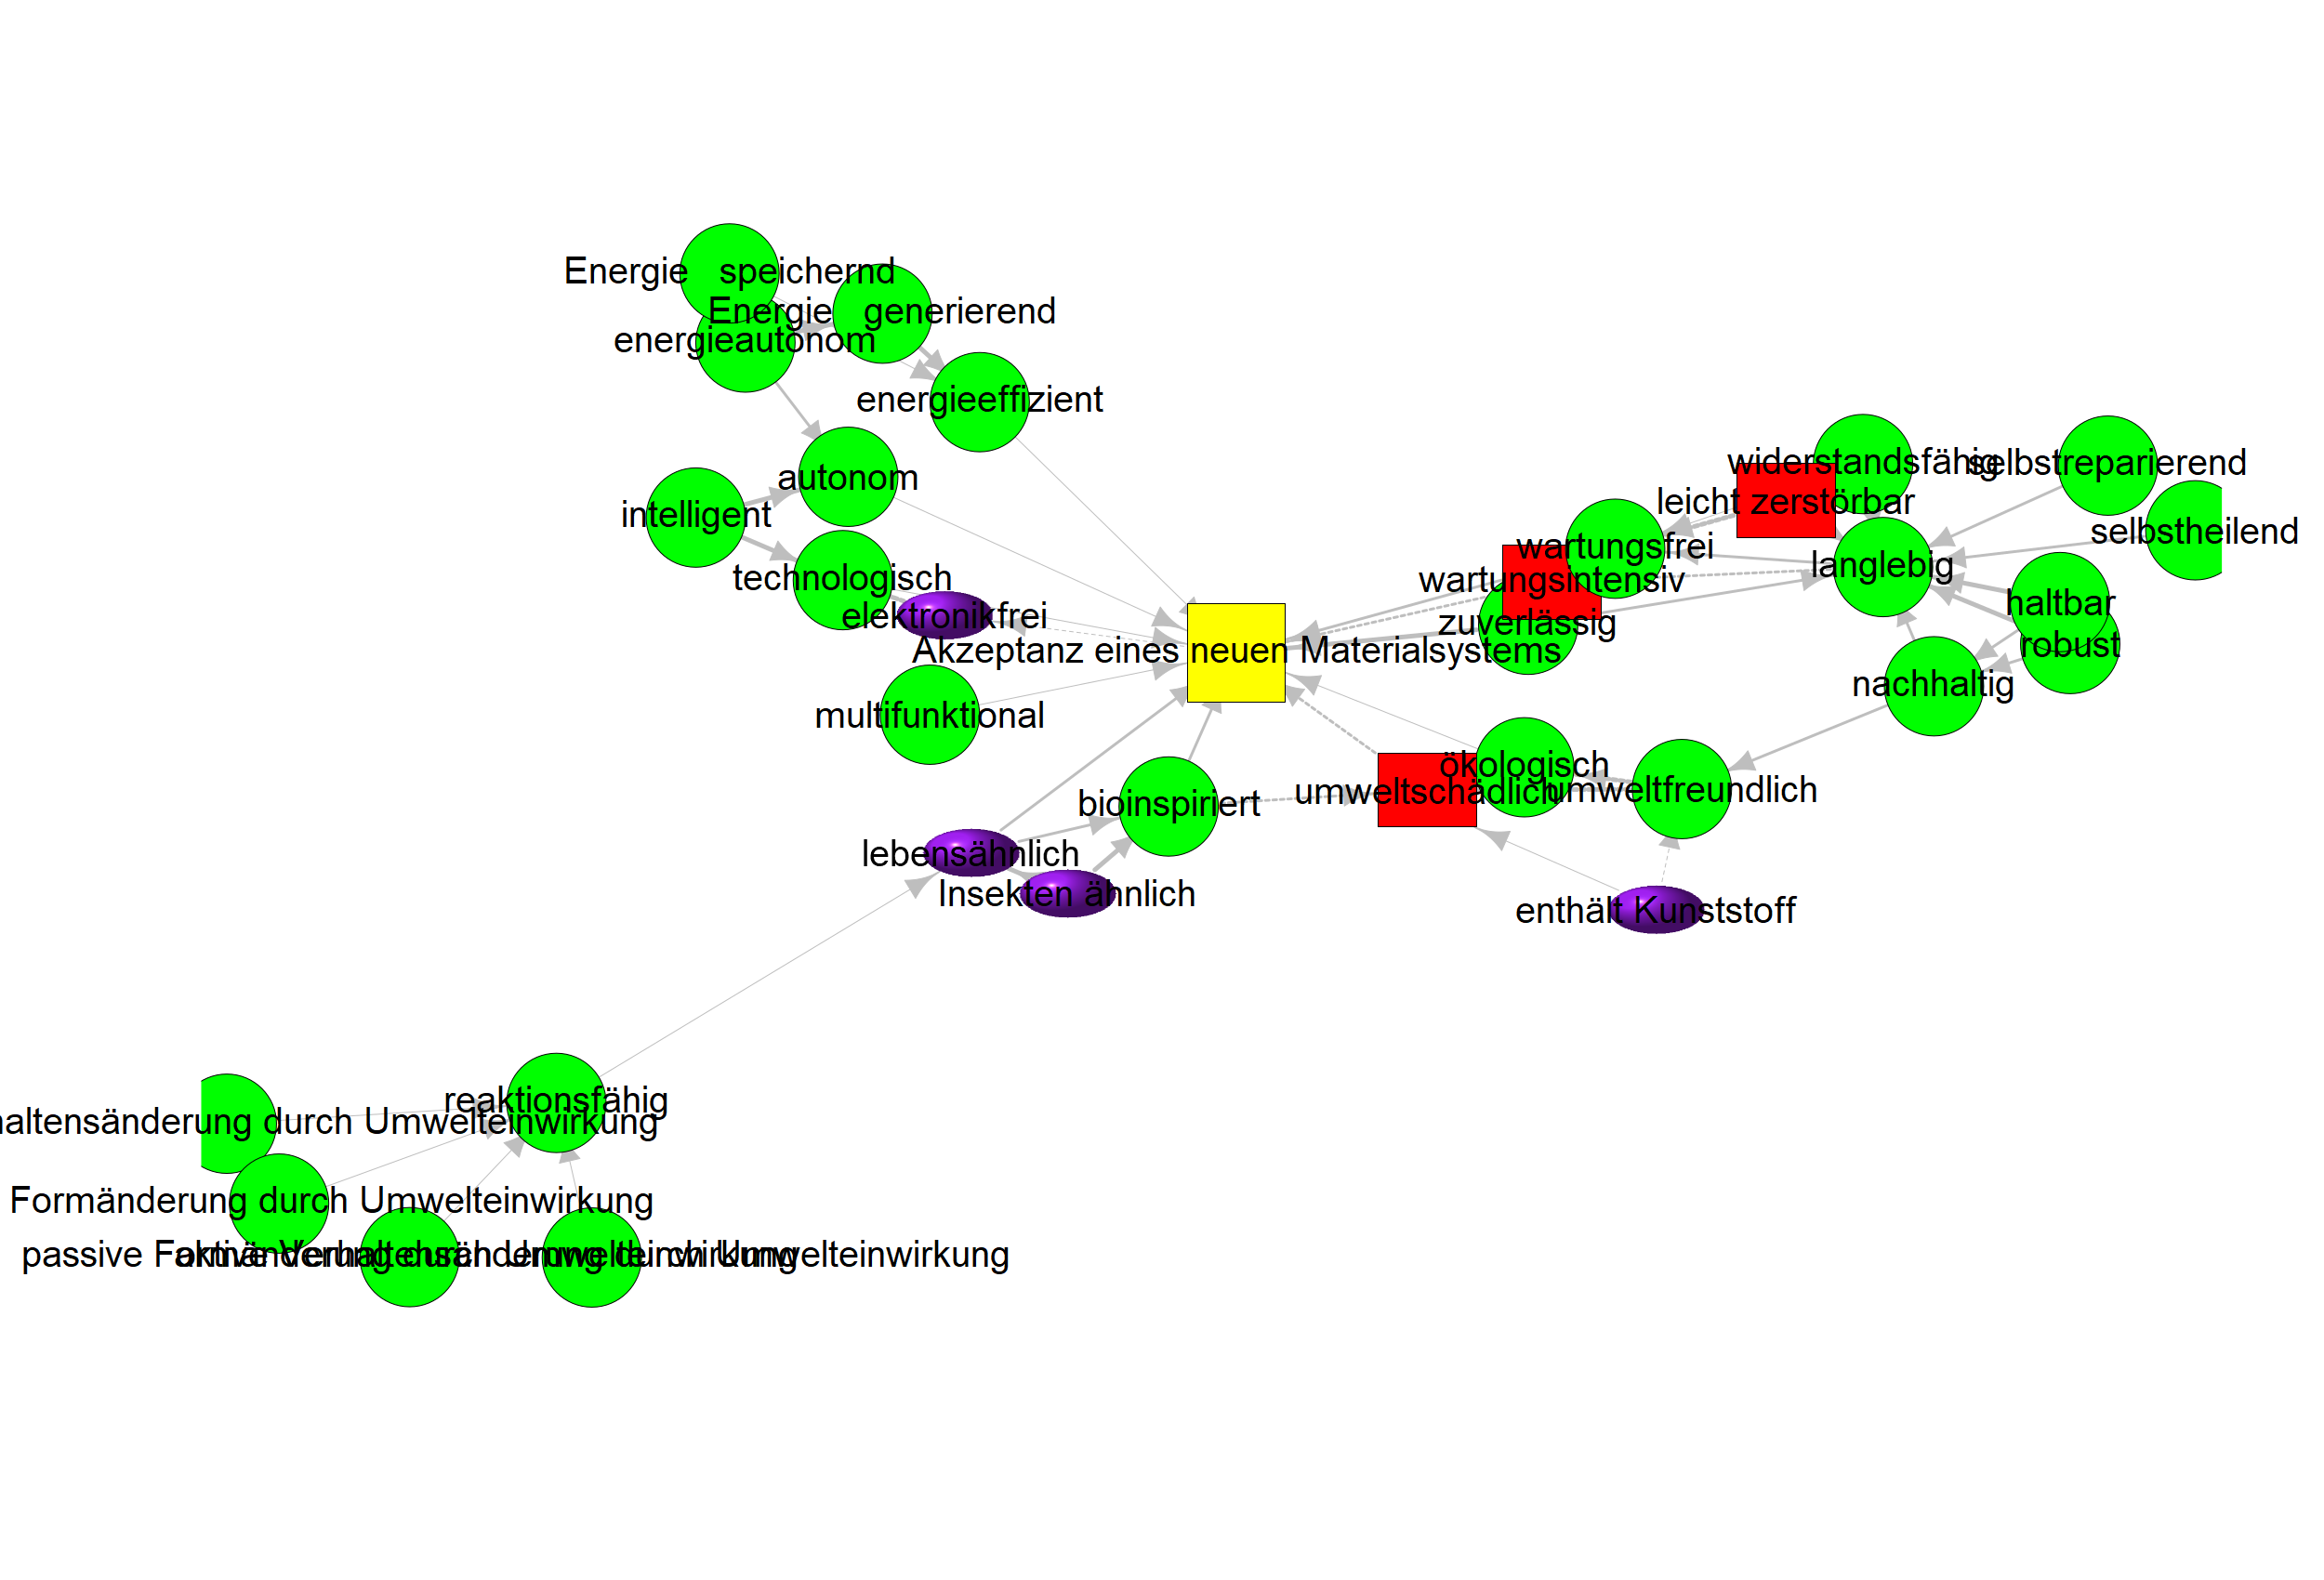 Energie speichernd
Energie generierend
energieautonom
energieeffizient
autonom
intelligent
technologisch
elektronikfrei
Akzeptanz eines neuen Materialsystems
multifunktional
widerstandsfähig
selbstreparierend
leicht zerstörbar
selbstheilend
wartungsfrei
langlebig
wartungsintensiv
haltbar
zuverlässig
robust
nachhaltig
ökologisch
umweltschädlich
umweltfreundlich
bioinspiriert
lebensähnlich
Insekten ähnlich
enthält Kunststoff
reaktionsfähig
haltensänderung durch Umwelteinwirkung
Formänderung durch Umwelteinwirkung
passive Formänderung durch Umwelteinwirkung
aktive Verhaltensänderung durch Umwelteinwirkung